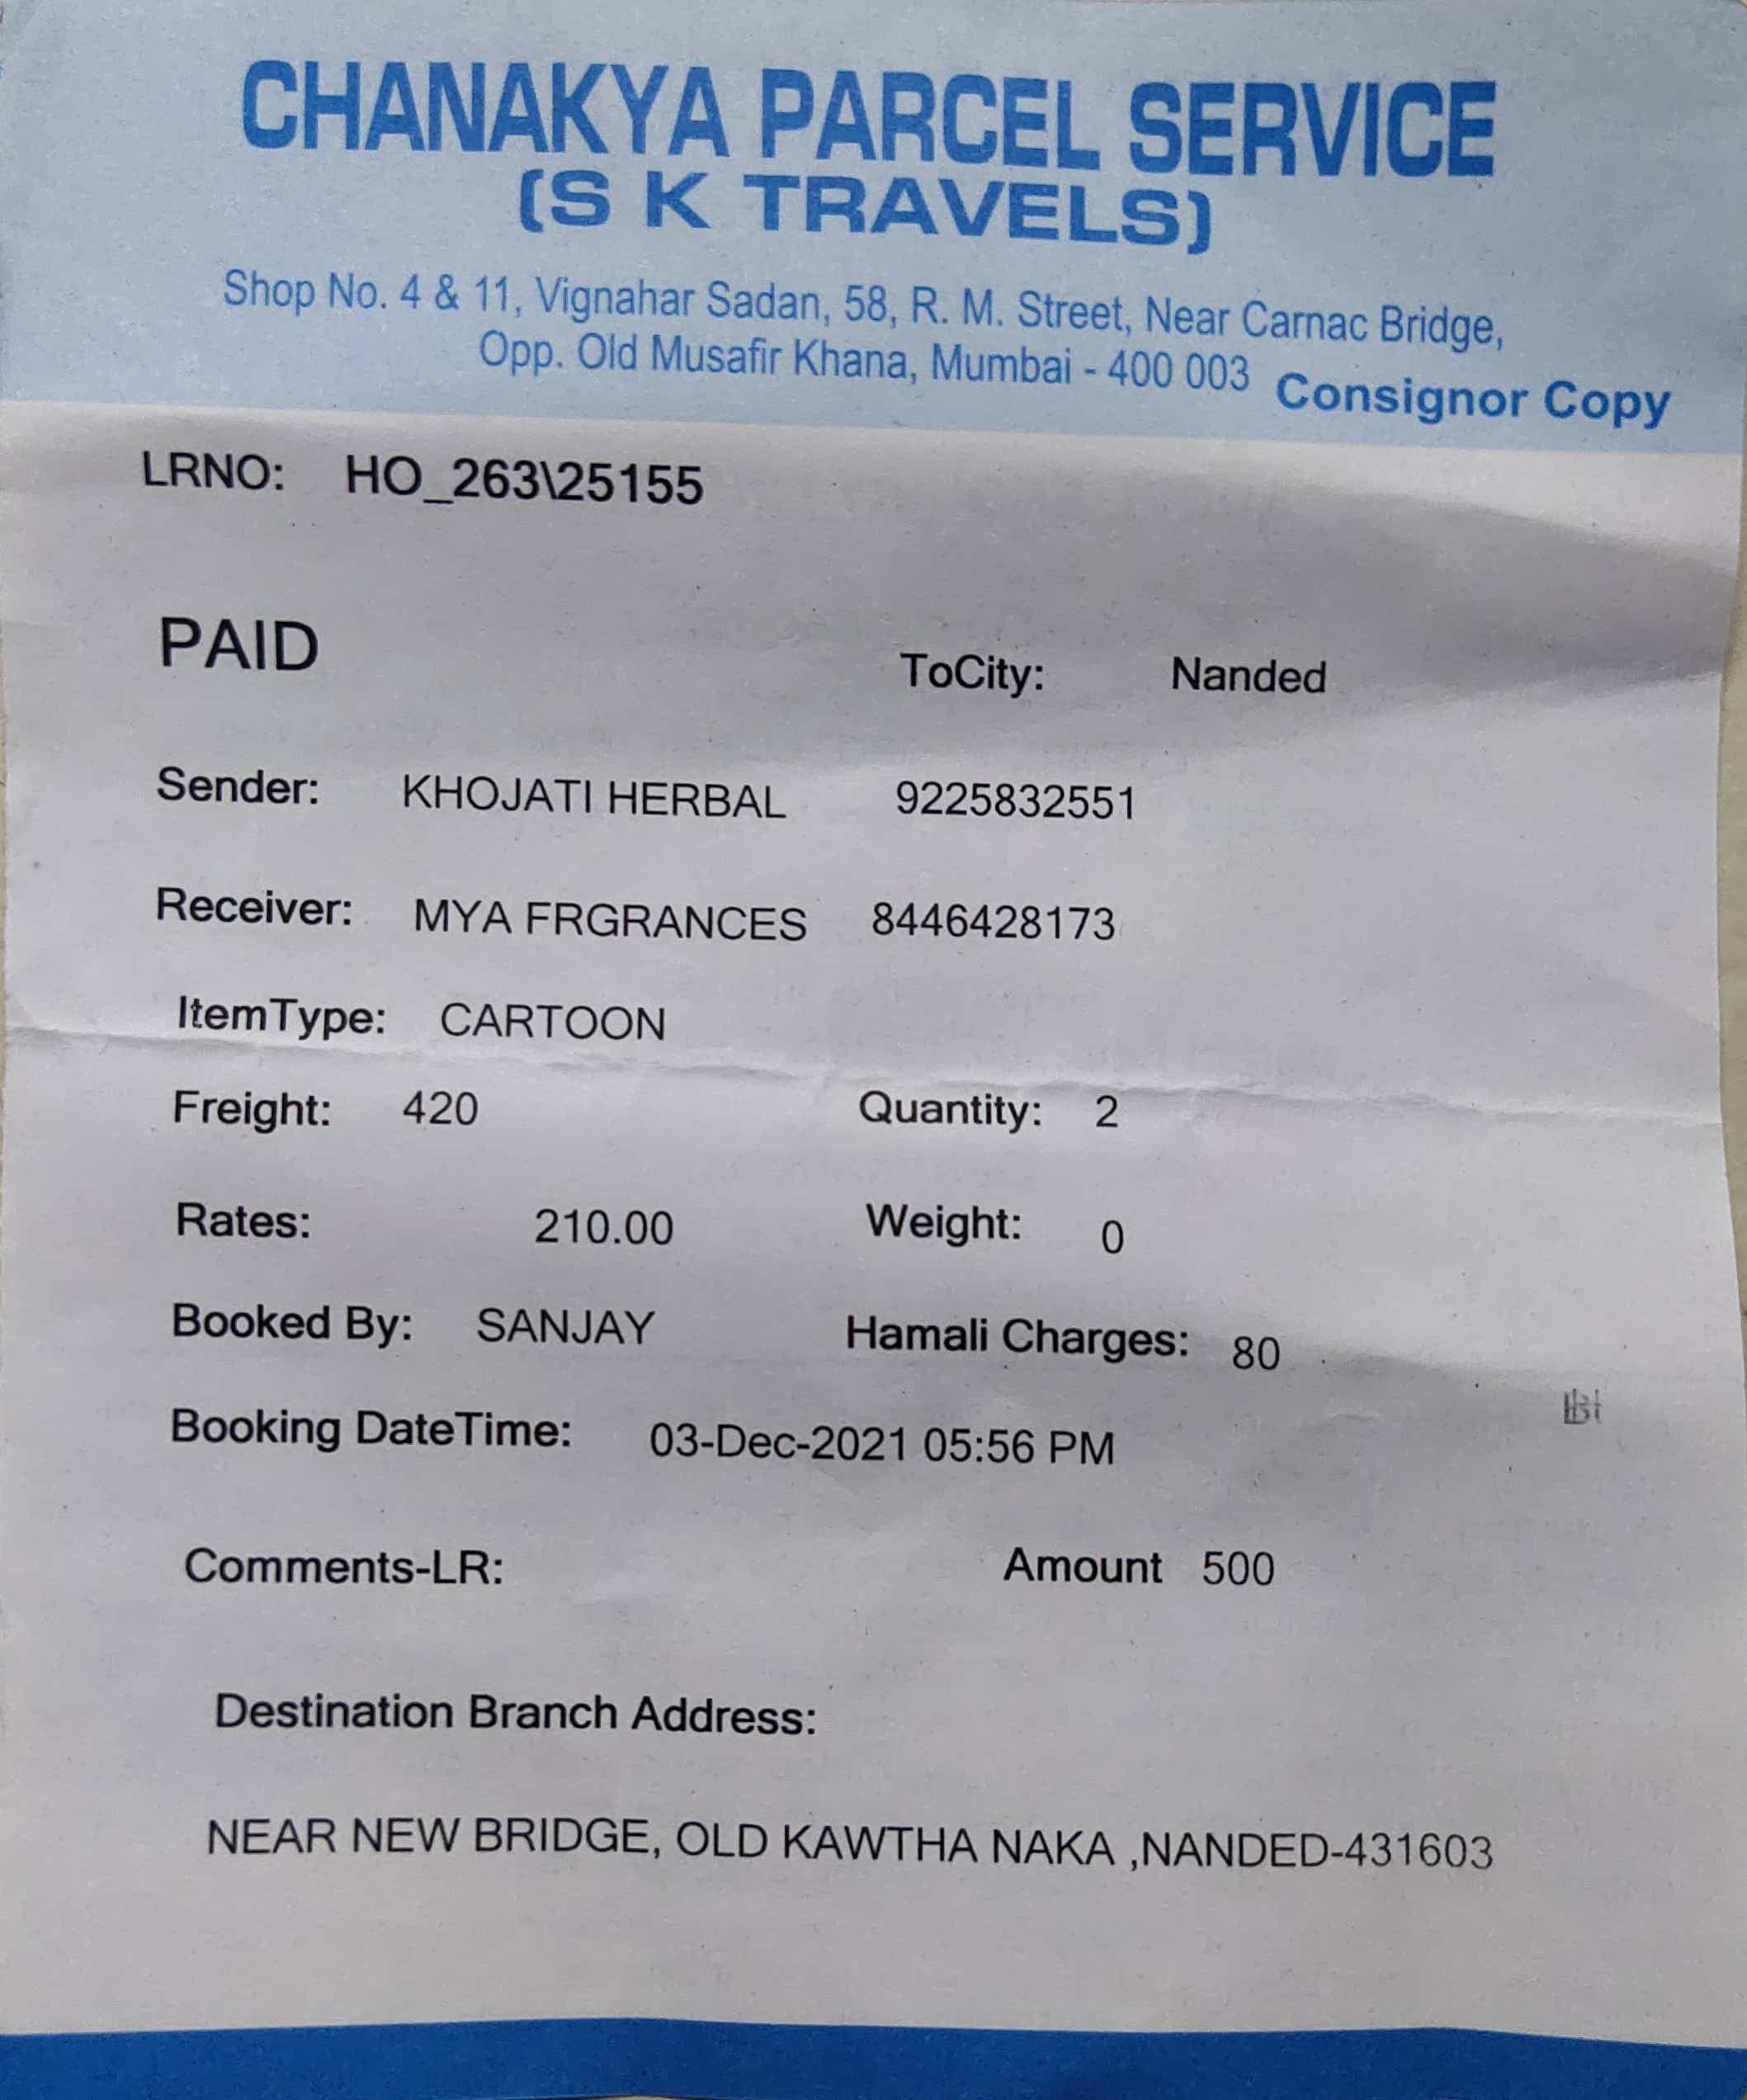 CHANAKYA PARCEL SERVICE
(S K TRAVELS)
Shop No. 4 & 11, Vignahar Sadan, 58, R. M. Street, Near Carnac Bridge,
Opp. Old Musafir Khana, Mumbai - 400 003
Consignor Copy
LRNO: HO_263\25155
PAID ToCity: Nanded
Sender: KHOJATI HERBAL 9225832551
Receiver: MYA FRGRANCES 8446428173
ItemType: CARTOON
Freight: 420 Quantity: 2
Rates: 210.00 Weight: 0
Booked By: SANJAY Hamali Charges: 80
Booking DateTime: 03-Dec-2021 05:56 PM
Comments-LR: Amount 500
Destination Branch Address:
NEAR NEW BRIDGE, OLD KAWTHA NAKA ,NANDED-431603